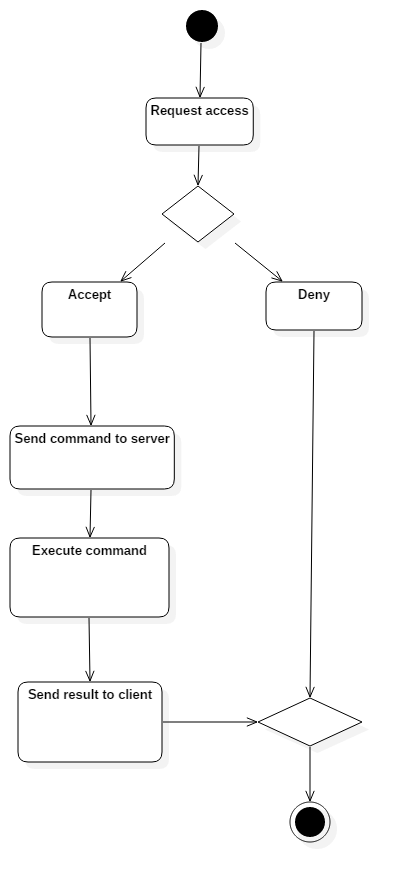 Request access
Accept
Deny
Send command to server
Execute command
Send result to client